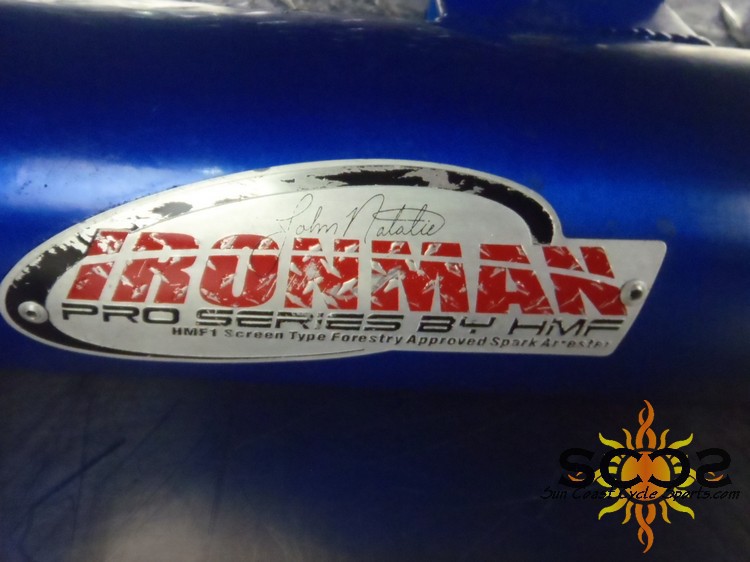 John Natalie
IRONMAN
PRO SERIES BY HMF
HMF1 Screen Type Forestry Approved Spark Arrester
SCCS
Sun Coast Cycle Sports.com